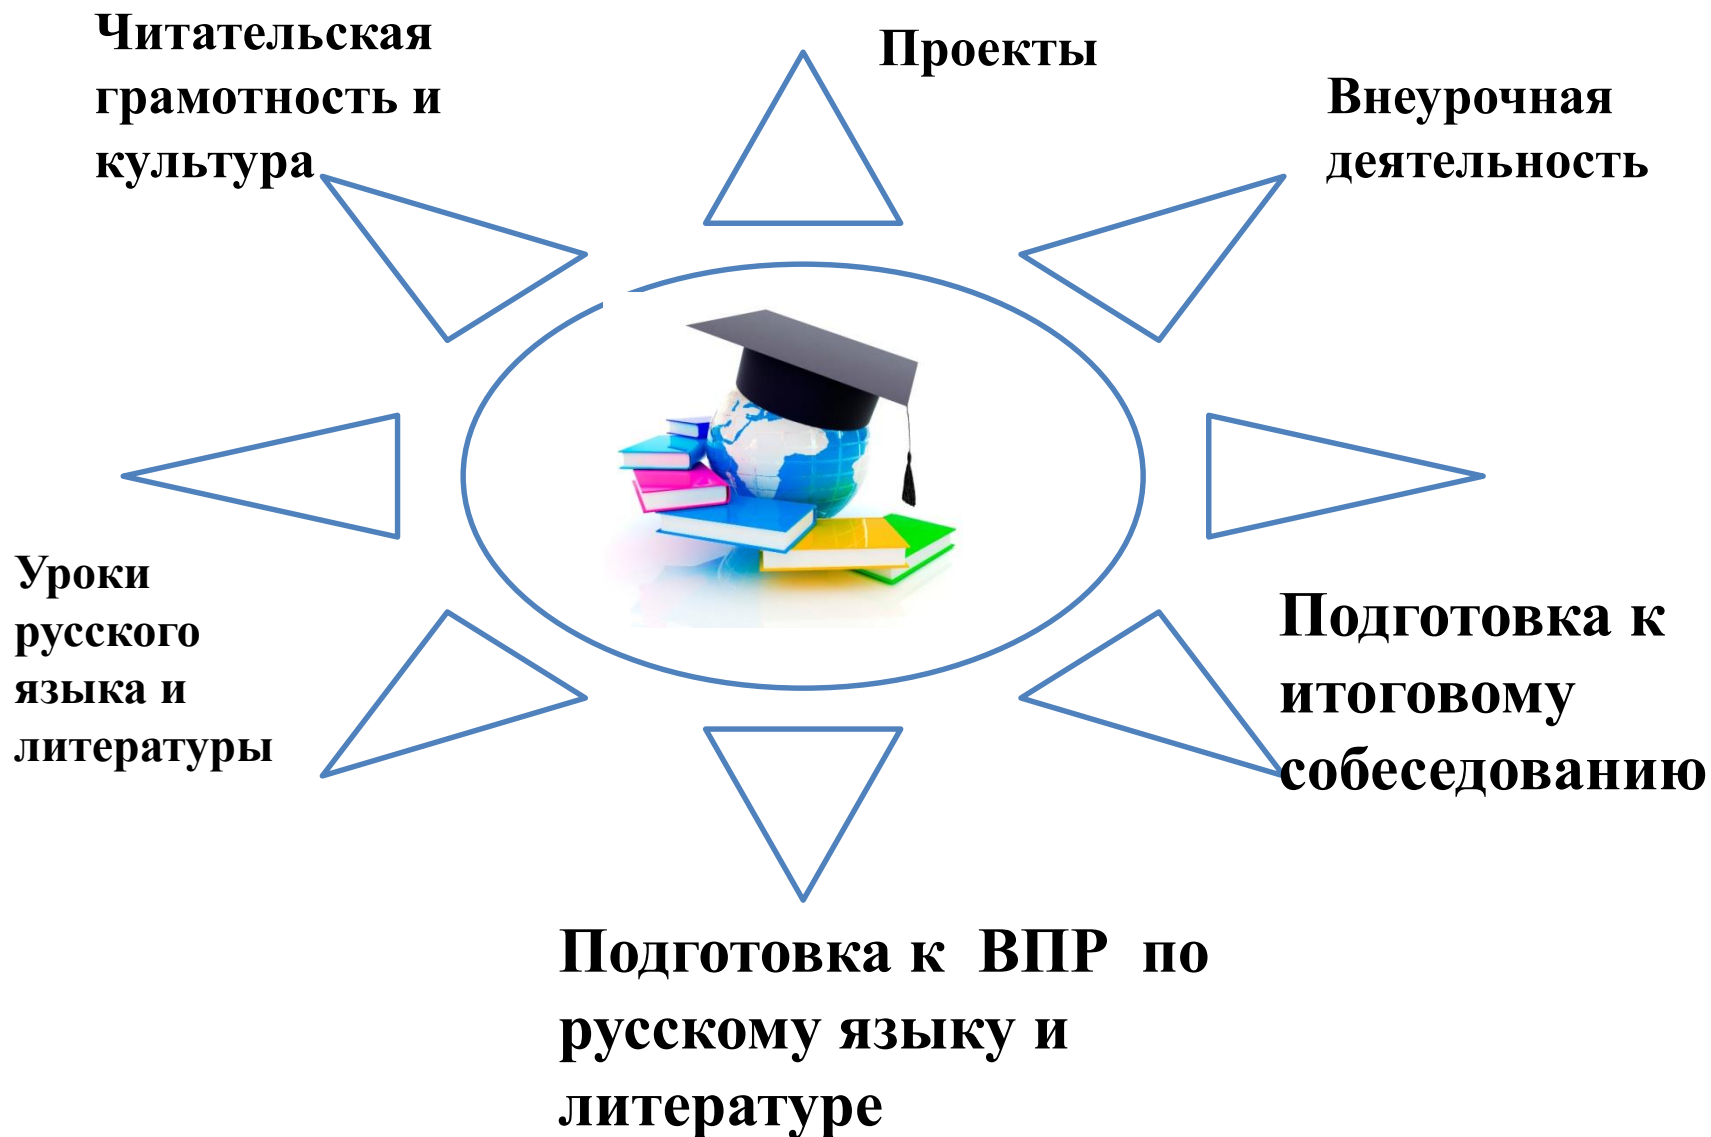 Читательская
грамотность и
культура
Проекты
Внеурочная
деятельность
Уроки
русского
языка и
литературы
Подготовка к
итоговому
собеседованию
Подготовка к  ВПР  по
русскому языку и
литературе